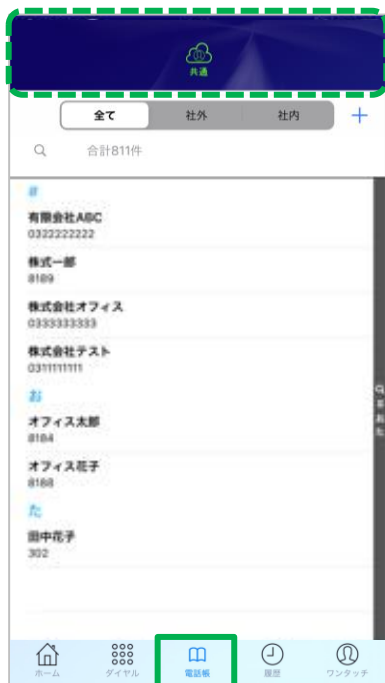 共通
全て 社外 社内 +
合計811件
#
有限会社ABC
0322222222
株式一郎
8189
株式会社オフィス
0333333333
株式会社テスト
0311111111
お
オフィス太郎
8184
オフィス花子
8188
た
田中花子
302
#
お
た
ホーム ダイヤル 電話帳 履歴 ワンタッチ